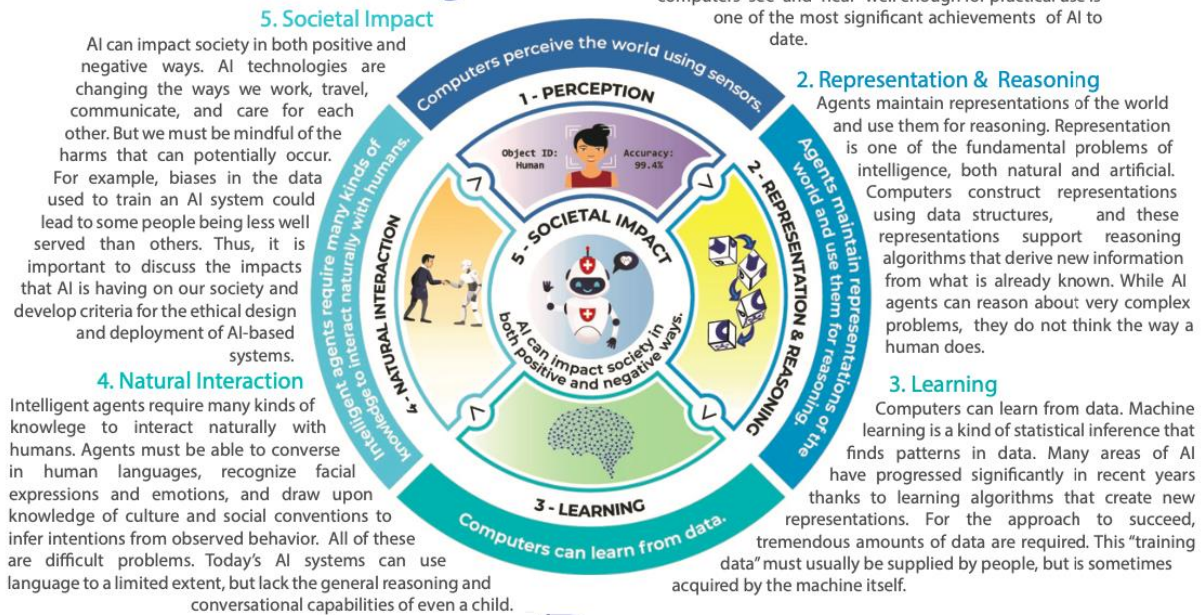 computers "see" and "hear" well enough for practical use is
one of the most significant achievements of AI to
date.
5. Societal Impact
AI can impact society in both positive and
negative ways. AI technologies are
changing the ways we work, travel,
communicate, and care for each
other. But we must be mindful of the
harms that can potentially occur.
For example, biases in the data
used to train an AI system could
lead to some people being less well
served than others. Thus, it is
important to discuss the impacts
that AI is having on our society and
develop criteria for the ethical design
and deployment of AI-based
systems.
4. Natural Interaction
Intelligent agents require many kinds of
knowlege to interact naturally with
humans. Agents must be able to converse
in human languages, recognize facial
expressions and emotions, and draw upon
knowledge of culture and social conventions to
infer intentions from observed behavior. All of these
are difficult problems. Today's AI systems can use
language to a limited extent, but lack the general reasoning and
conversational capabilities of even a child.
Computers perceive the world using sensors.
1 - PERCEPTION
Object ID:
Human
Accuracy:
99.4%
Agents maintain representations of the
world and use them for reasoning.
2 - REPRESENTATION & REASONING
Computers can learn from data.
3 - LEARNING
Intelligent agents require many kinds of
knowledge to interact naturally with humans.
4 - NATURAL INTERACTION
5 - SOCIETAL IMPACT
AI can impact society in
both positive and negative ways.
2. Representation & Reasoning
Agents maintain representations of the world
and use them for reasoning. Representation
is one of the fundamental problems of
intelligence, both natural and artificial.
Computers construct representations
using data structures, and these
representations support reasoning
algorithms that derive new information
from what is already known. While AI
agents can reason about very complex
problems, they do not think the way a
human does.
3. Learning
Computers can learn from data. Machine
learning is a kind of statistical inference that
finds patterns in data. Many areas of AI
have progressed significantly in recent years
thanks to learning algorithms that create new
representations. For the approach to succeed,
tremendous amounts of data are required. This "training
data" must usually be supplied by people, but is sometimes
acquired by the machine itself.